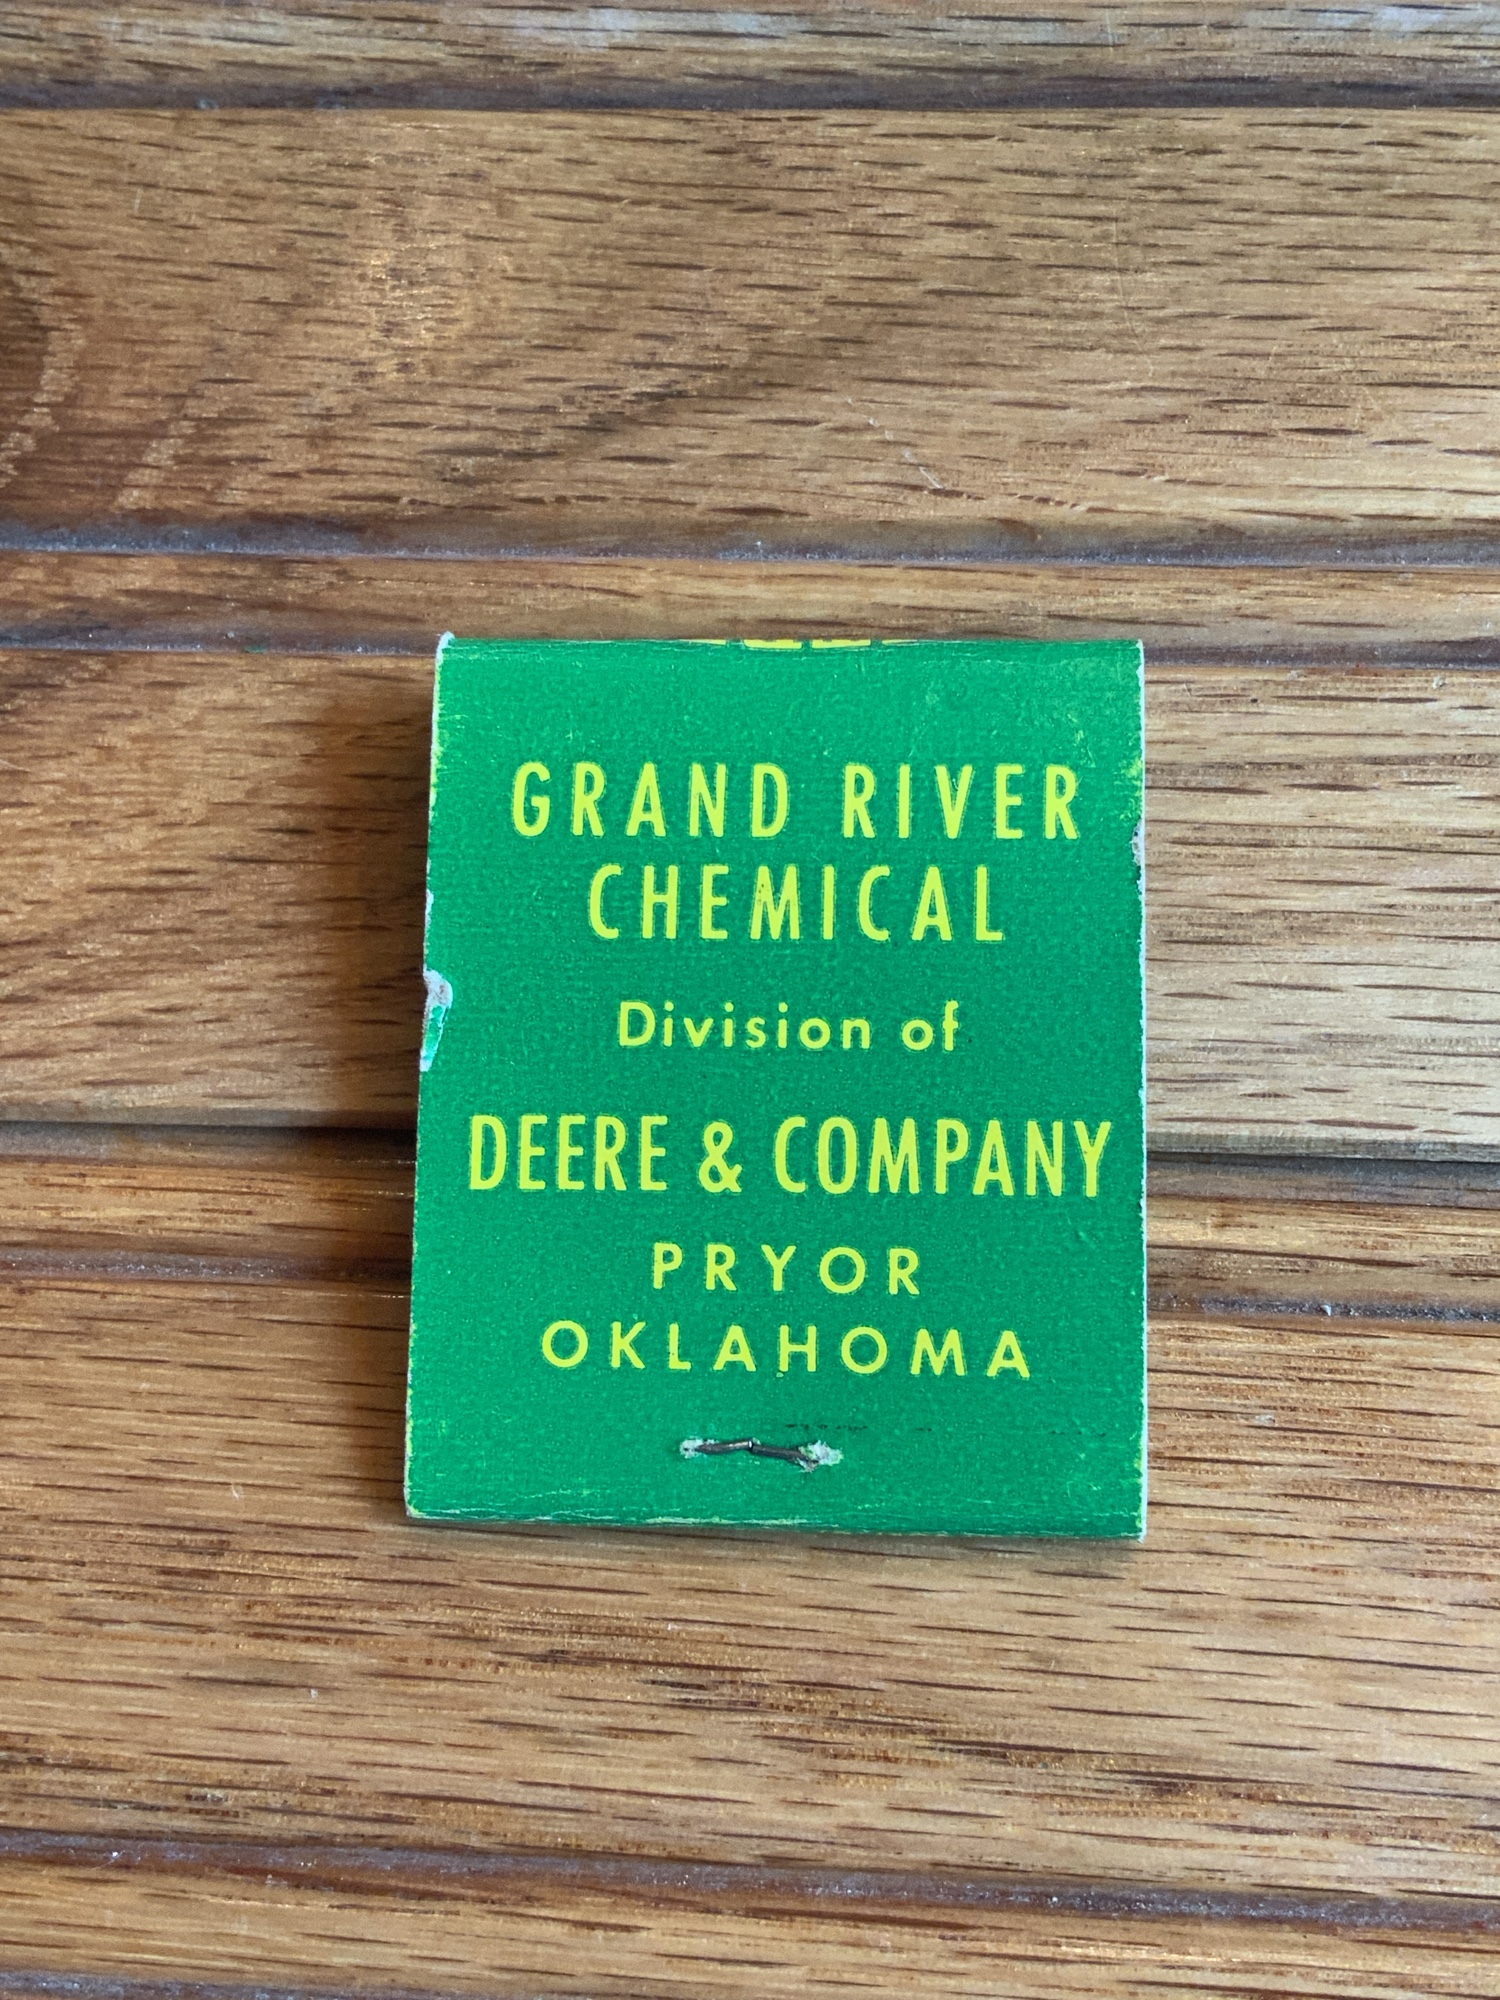 GRAND RIVER
CHEMICAL
Division of
DEERE & COMPANY
PRYOR
OKLAHOMA